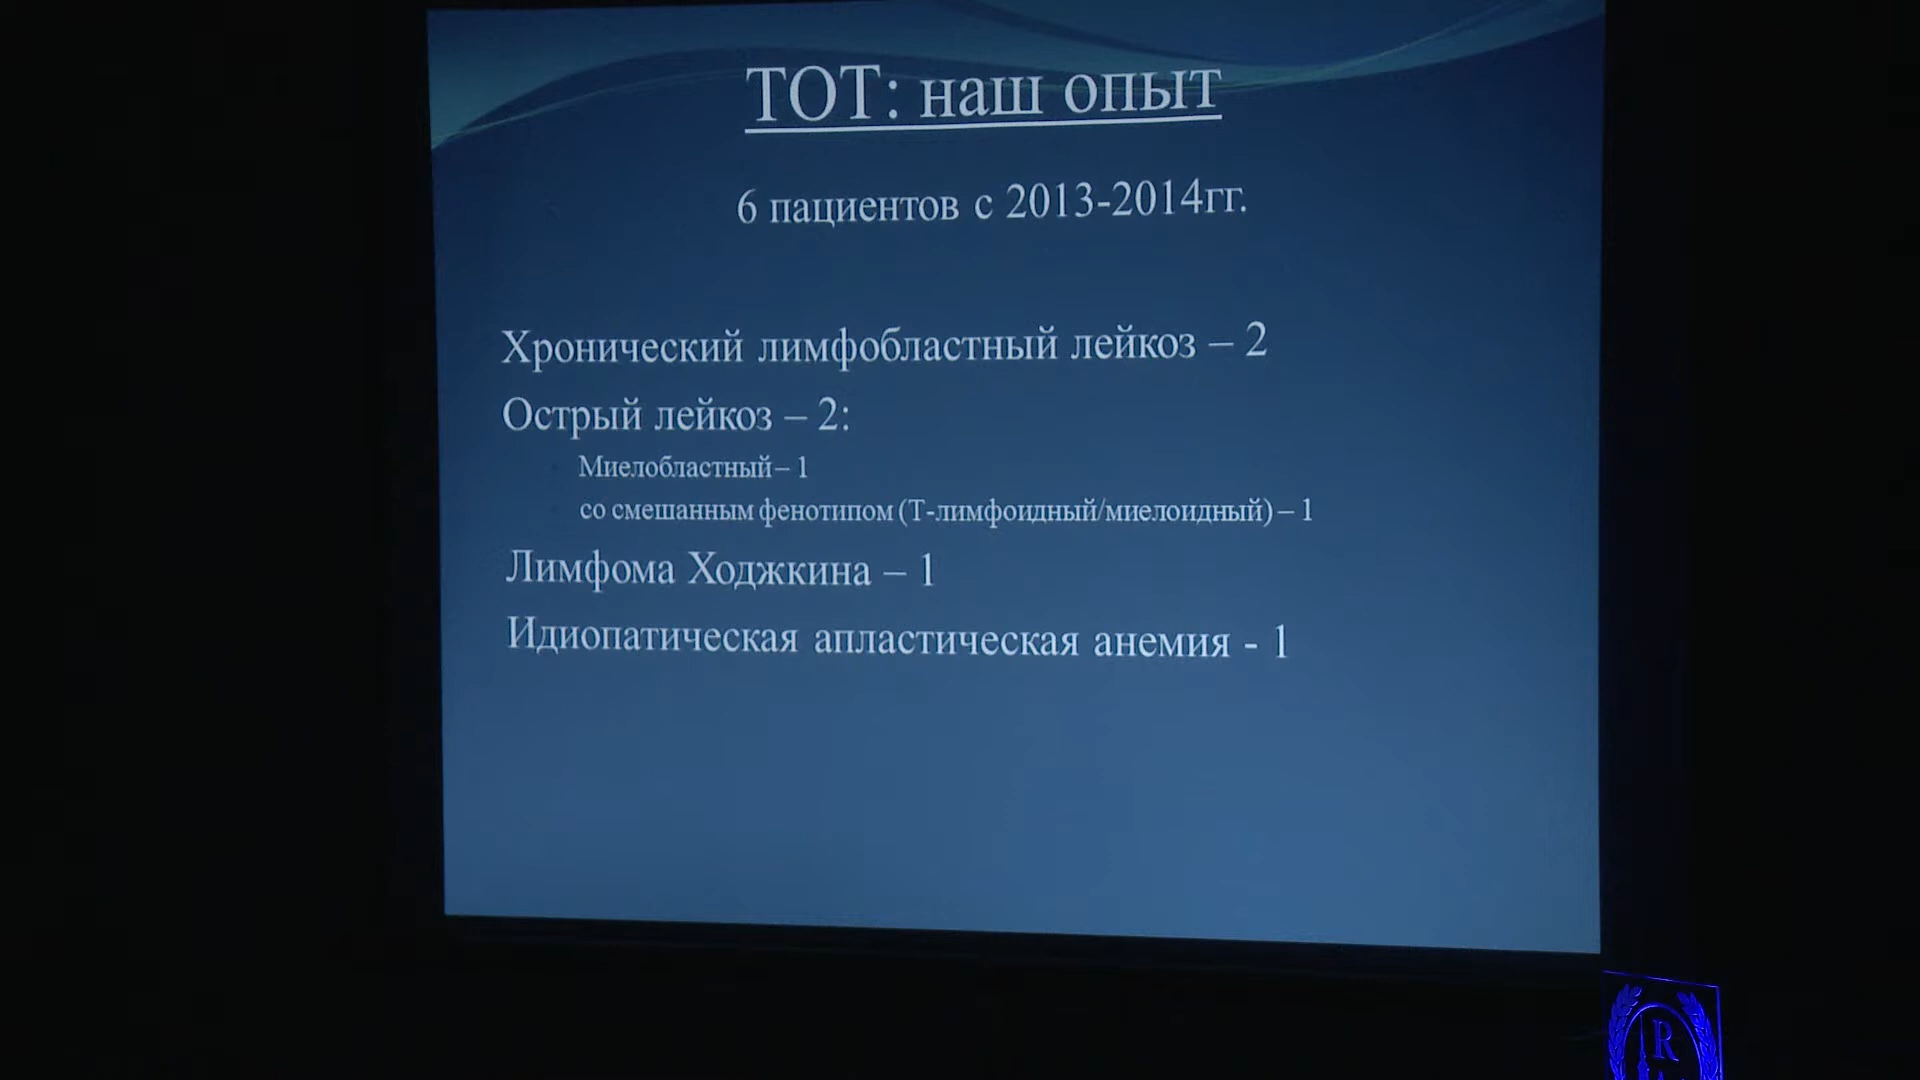 ТОТ: наш опыт
6 пациентов с 2013-2014гг.
Хронический лимфобластный лейкоз – 2
Острый лейкоз – 2:
Миелобластный – 1
со смешанным фенотипом (Т-лимфоидный/миелоидный) – 1
Лимфома Ходжкина – 1
Идиопатическая апластическая анемия - 1
R